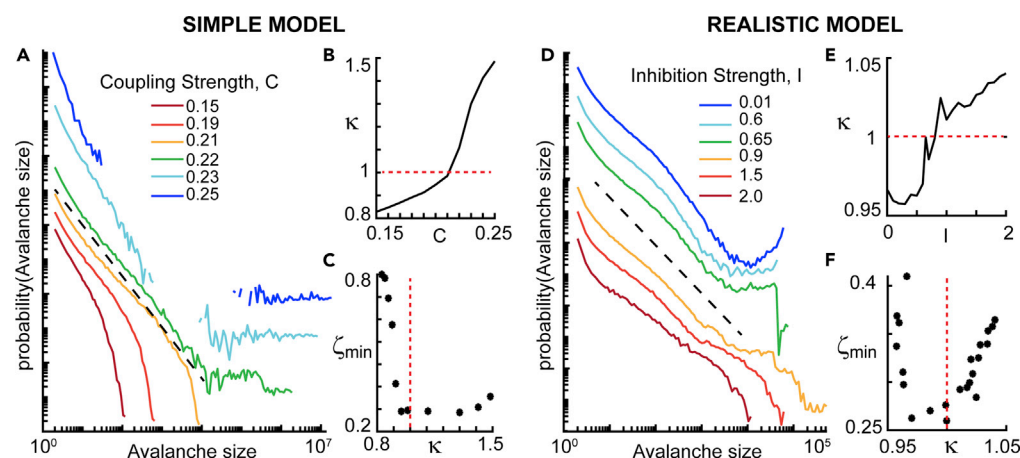 SIMPLE MODEL
REALISTIC MODEL
A
probability(Avalanche size)
Coupling Strength, C
0.15
0.19
0.21
0.22
0.23
0.25
10⁰
10⁷
Avalanche size
B
1.5
κ
1
0.8
0.15
C
0.25
C
0.8
ζmin
0.2
0.8
κ
1.5
D
probability(Avalanche size)
Inhibition Strength, I
0.01
0.6
0.65
0.9
1.5
2.0
10⁰
10⁵
Avalanche size
E
1.05
κ
1
0.95
0
I
2
F
0.4
ζmin
0.25
0.95
κ
1.05